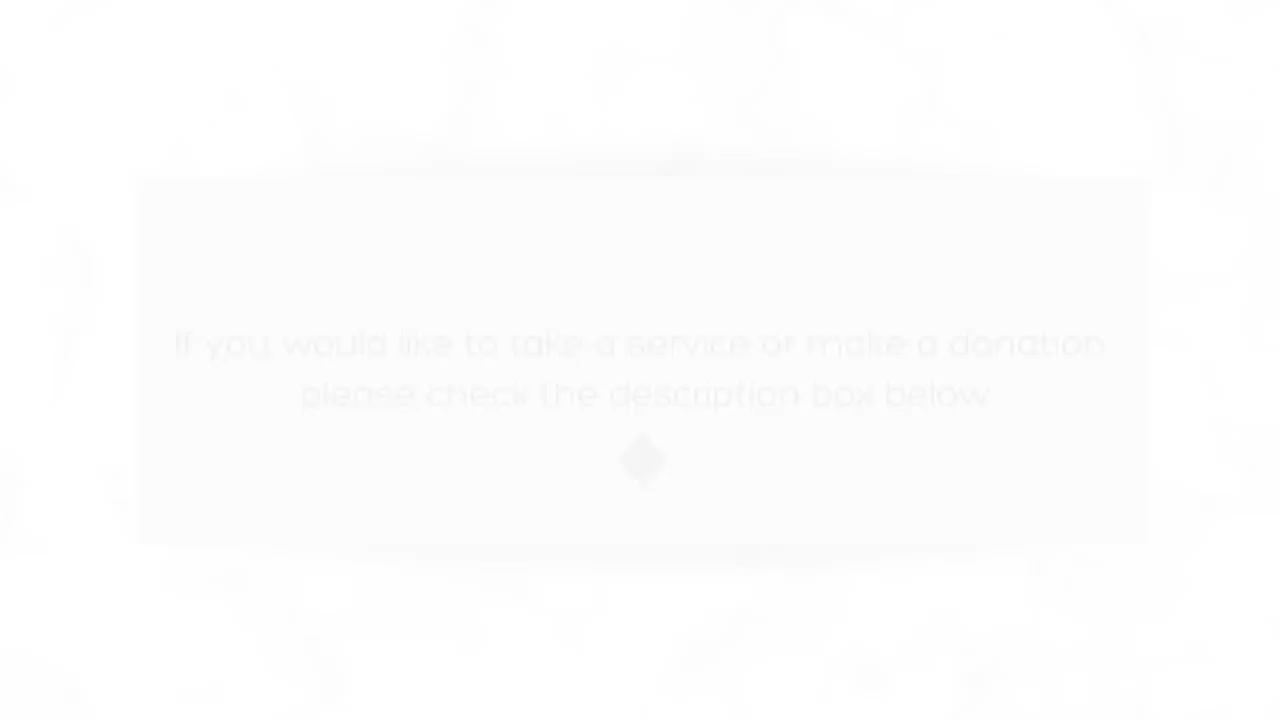 If you would like to take a service or make a donation
please check the description box below